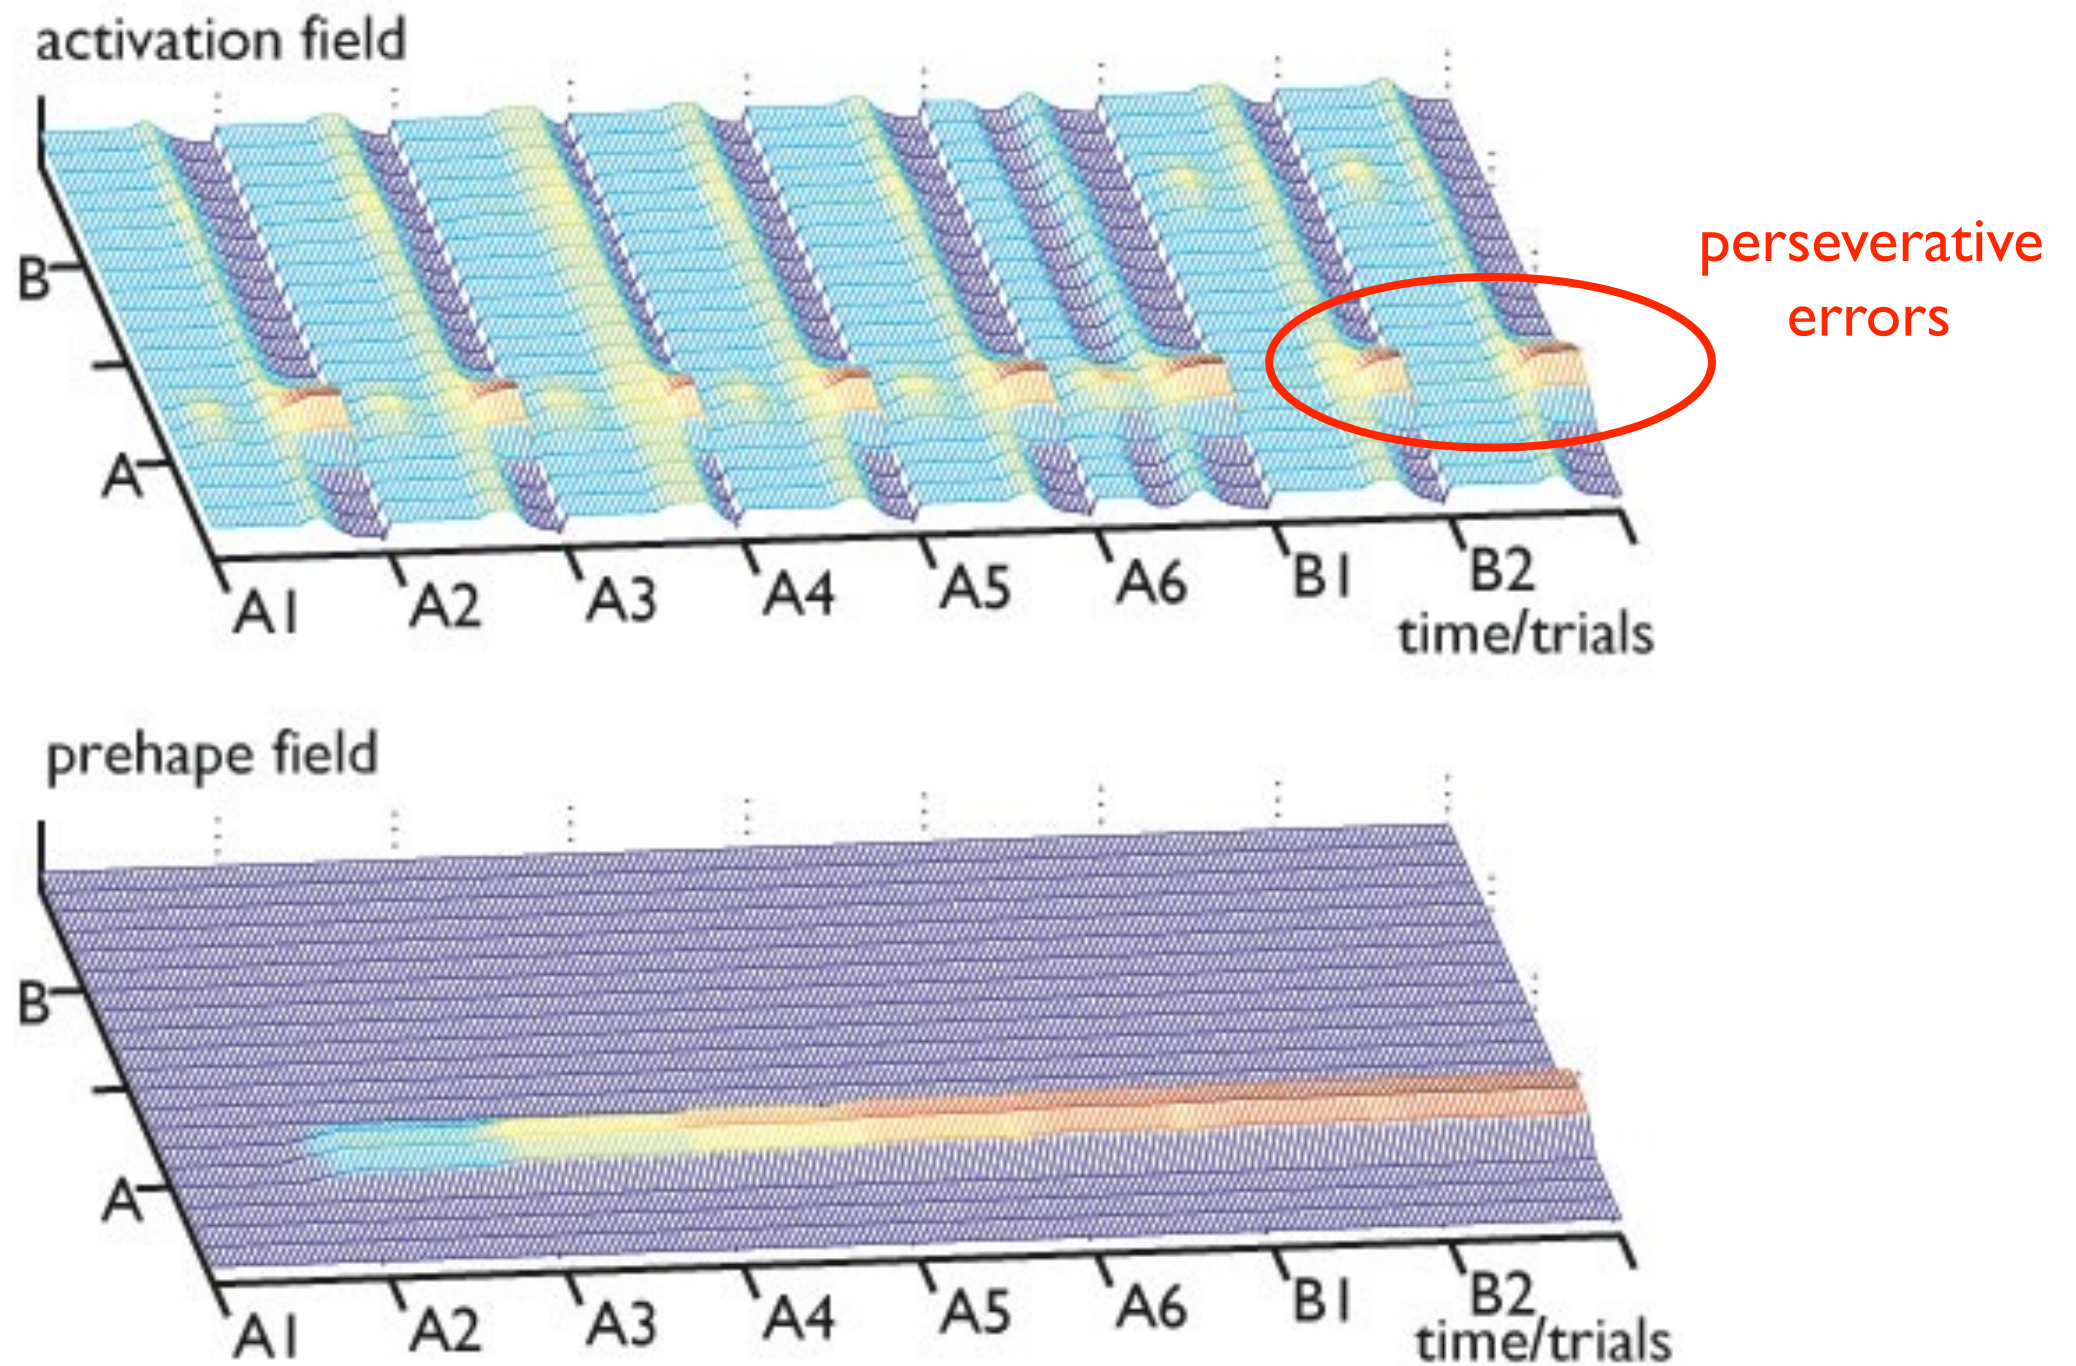 activation field
B
A
perseverative
errors
A1
A2
A3
A4
A5
A6
B1
B2
time/trials
prehape field
B
A
A1
A2
A3
A4
A5
A6
B1
B2
time/trials